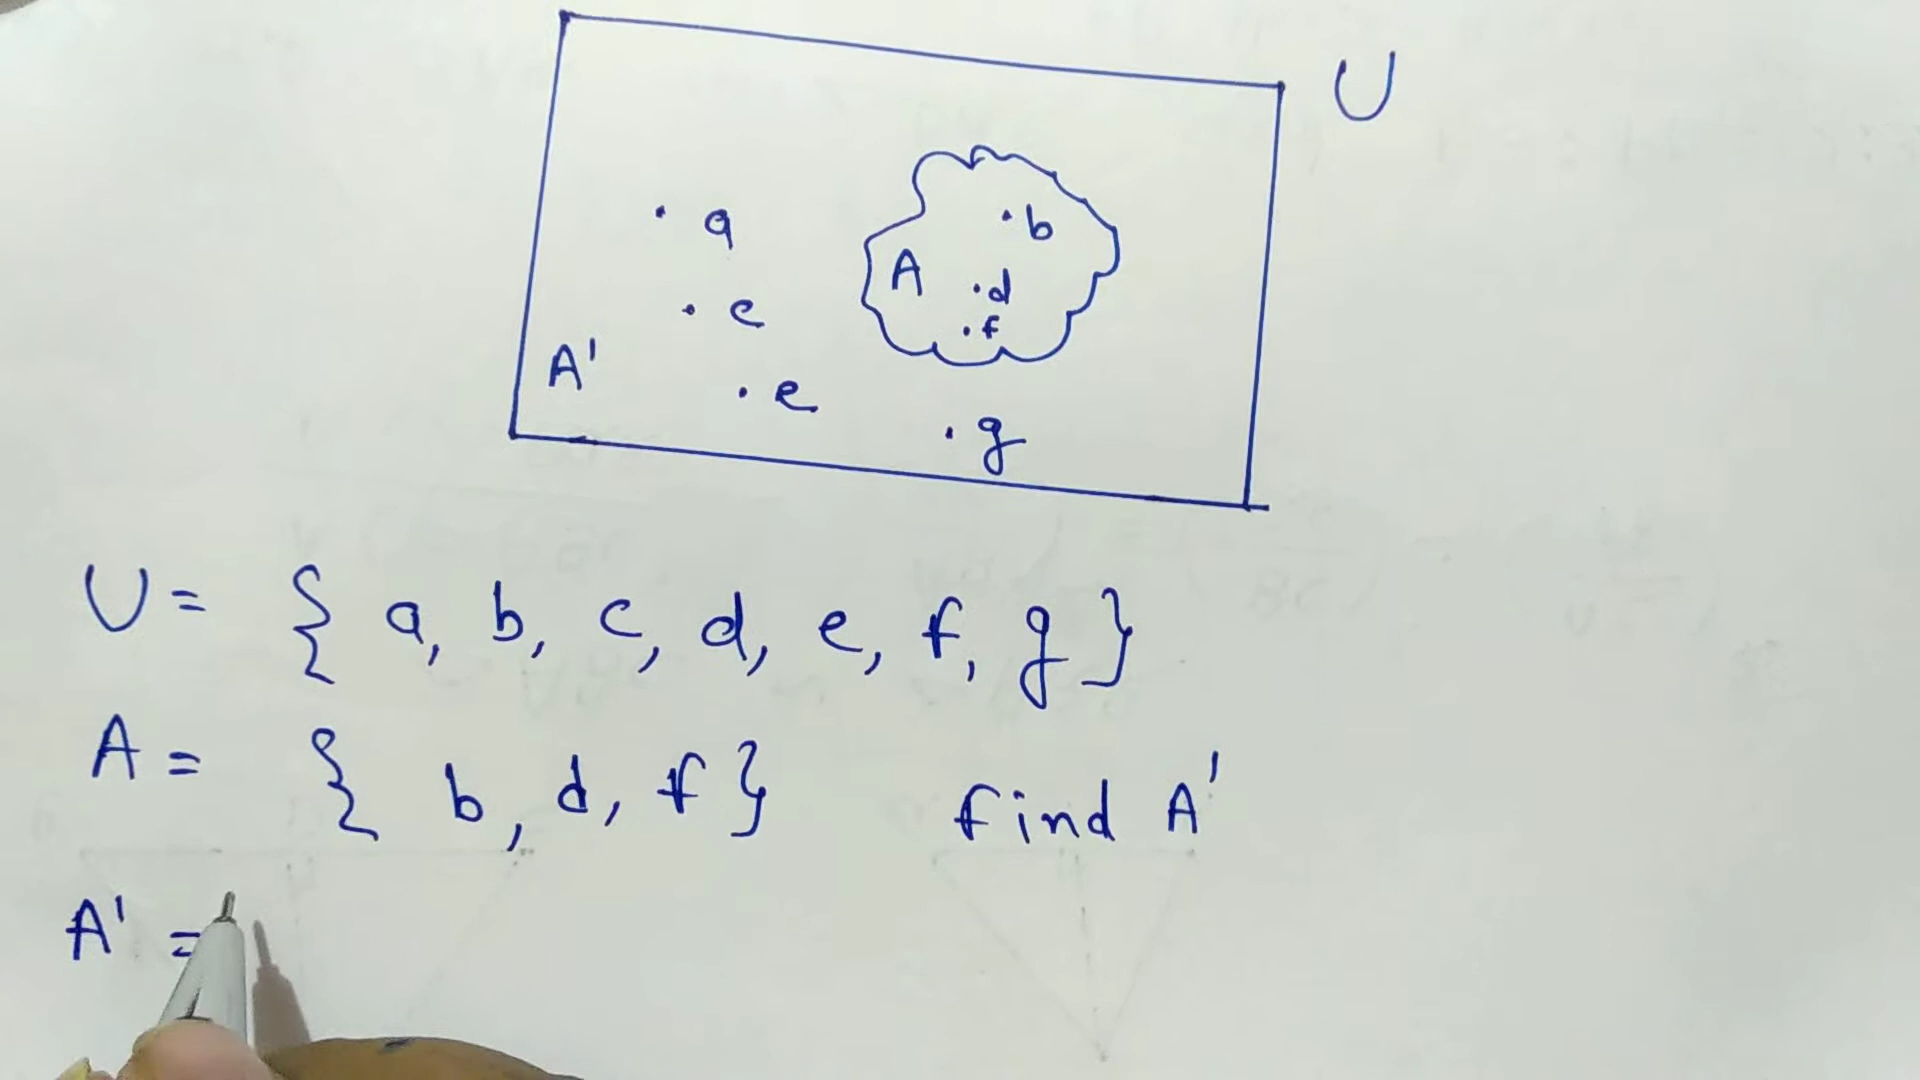 U
a
b
A
d
c
f
A'
e
g
U = { a, b, c, d, e, f, g }
A = { b, d, f } find A'
A' =